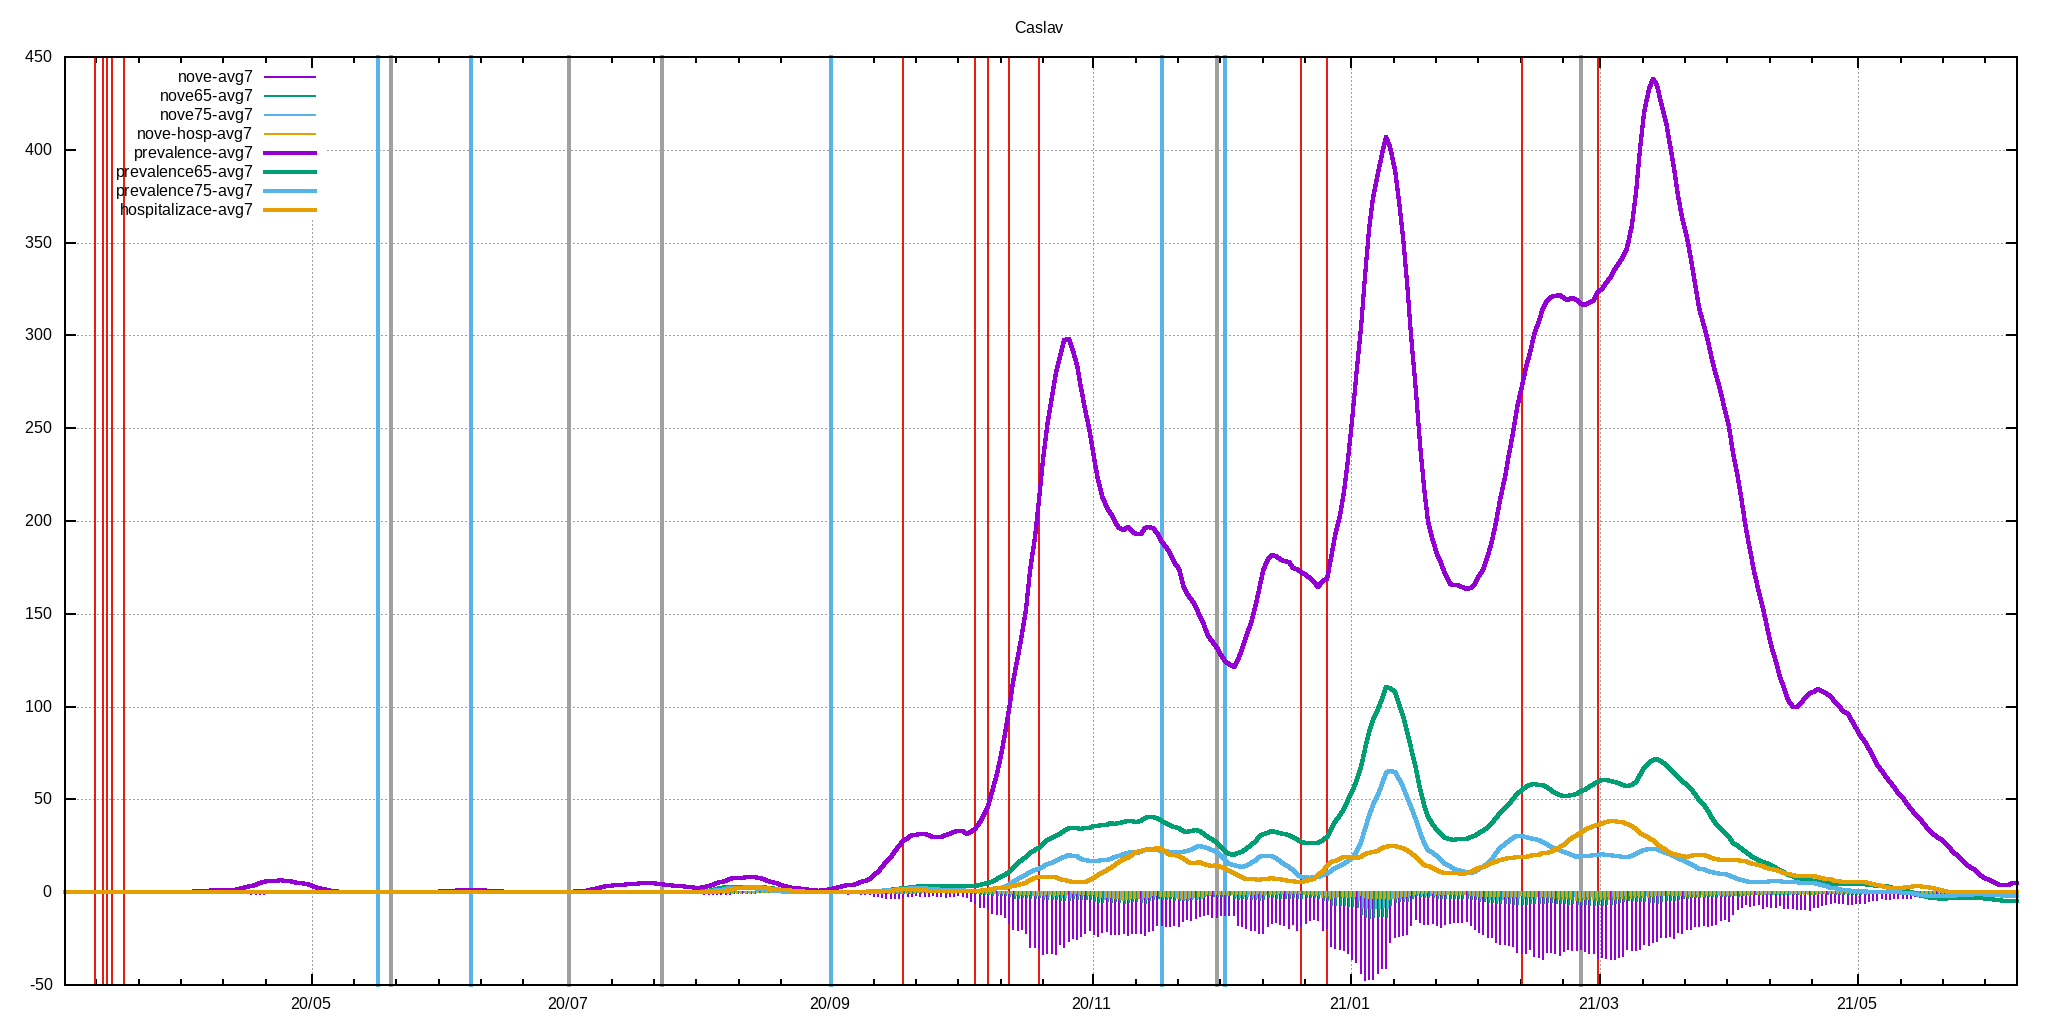 Caslav
450
400
350
300
250
200
150
100
50
0
-50
nove-avg7
nove65-avg7
nove75-avg7
nove-hosp-avg7
prevalence-avg7
prevalence65-avg7
prevalence75-avg7
hospitalizace-avg7
20/05 20/07 20/09 20/11 21/01 21/03 21/05